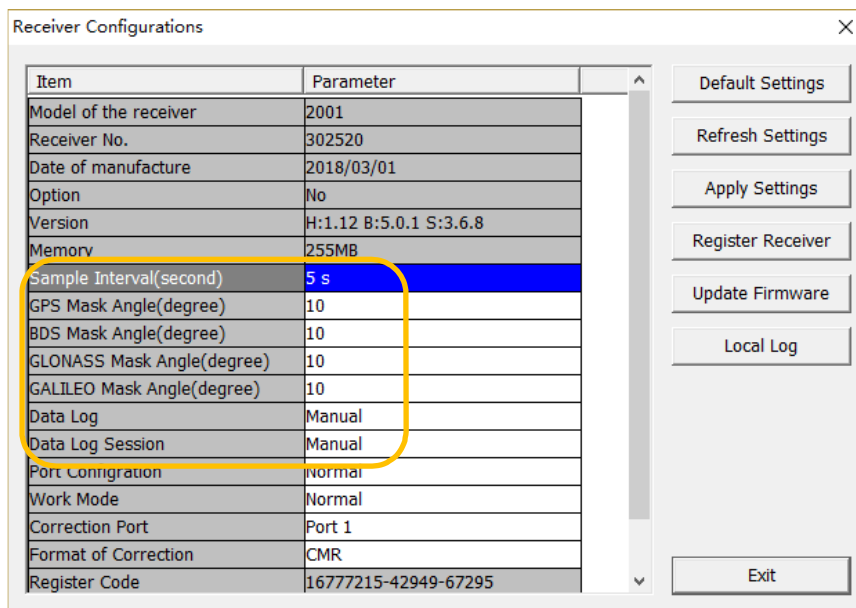 Receiver Configurations
Item Parameter
Model of the receiver 2001
Receiver No. 302520
Date of manufacture 2018/03/01
Option No
Version H:1.12 B:5.0.1 S:3.6.8
Memory 255MB
Sample Interval(second) 5 s
GPS Mask Angle(degree) 10
BDS Mask Angle(degree) 10
GLONASS Mask Angle(degree) 10
GALILEO Mask Angle(degree) 10
Data Log Manual
Data Log Session Manual
Port Configration Normal
Work Mode Normal
Correction Port Port 1
Format of Correction CMR
Register Code 16777215-42949-67295
Default Settings
Refresh Settings
Apply Settings
Register Receiver
Update Firmware
Local Log
Exit